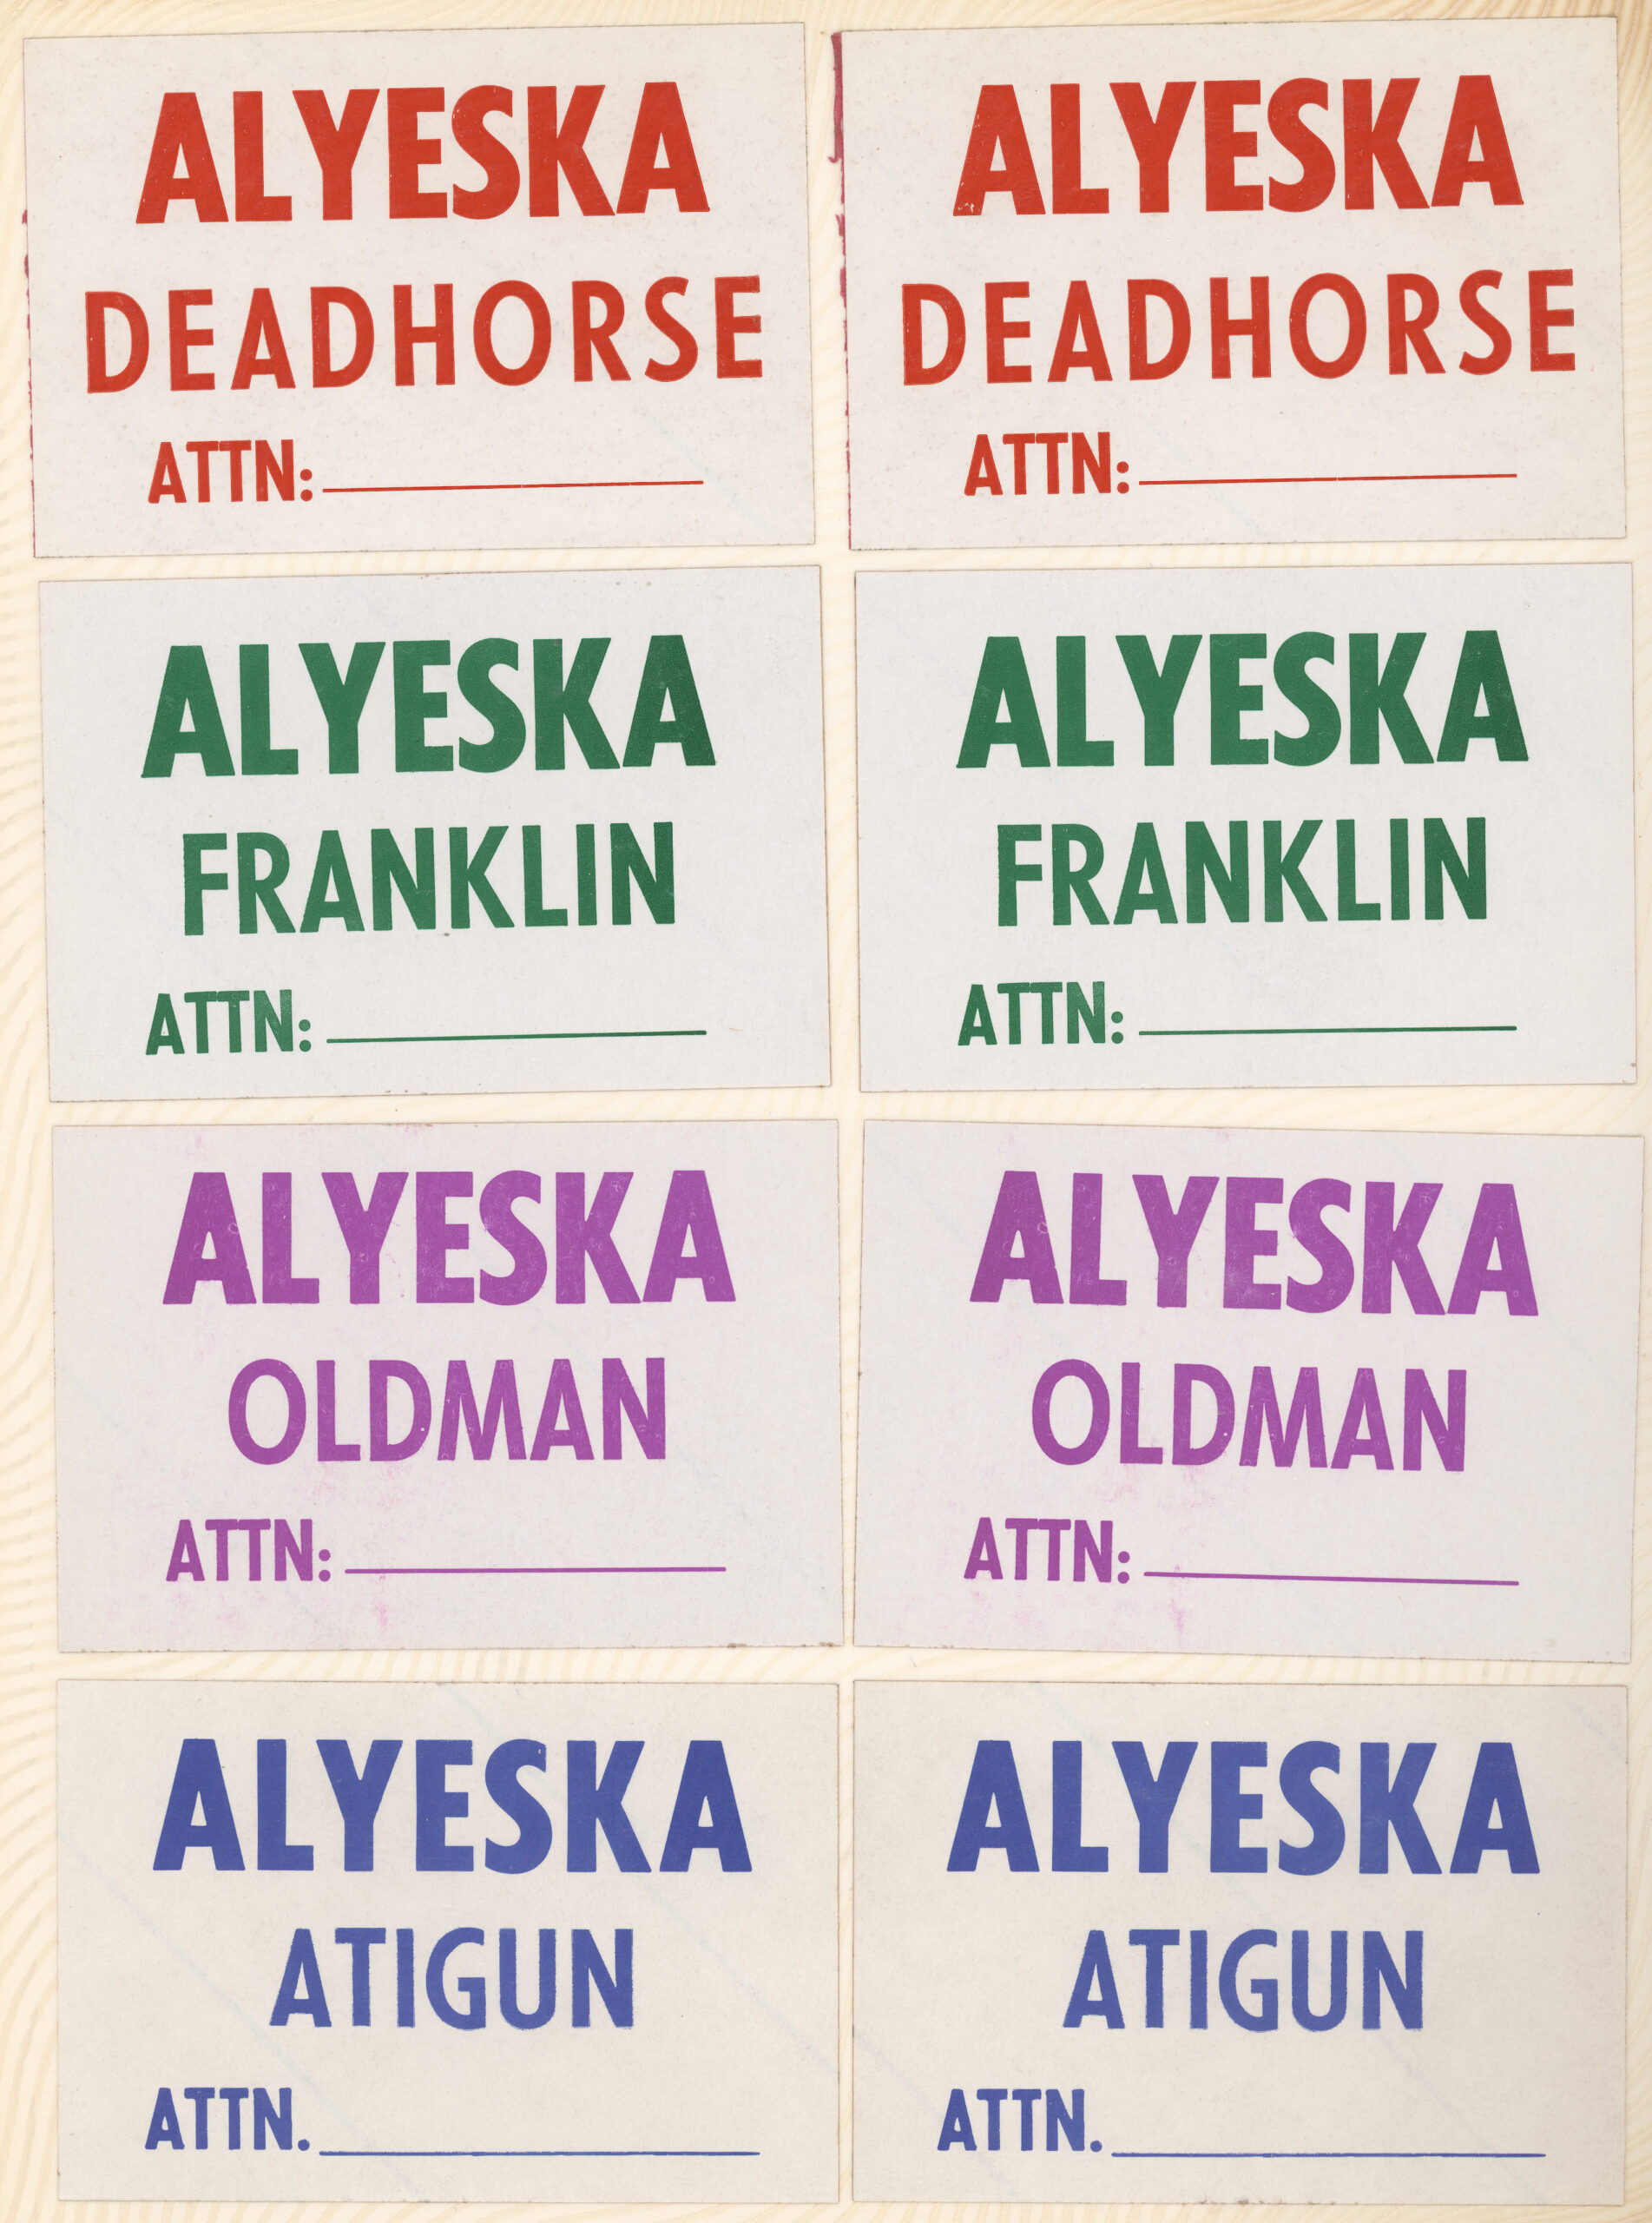 ALYESKA
DEADHORSE
ATTN:
ALYESKA
DEADHORSE
ATTN:
ALYESKA
FRANKLIN
ATTN:
ALYESKA
FRANKLIN
ATTN:
ALYESKA
OLDMAN
ATTN:
ALYESKA
OLDMAN
ATTN:
ALYESKA
ATIGUN
ATTN.
ALYESKA
ATIGUN
ATTN.